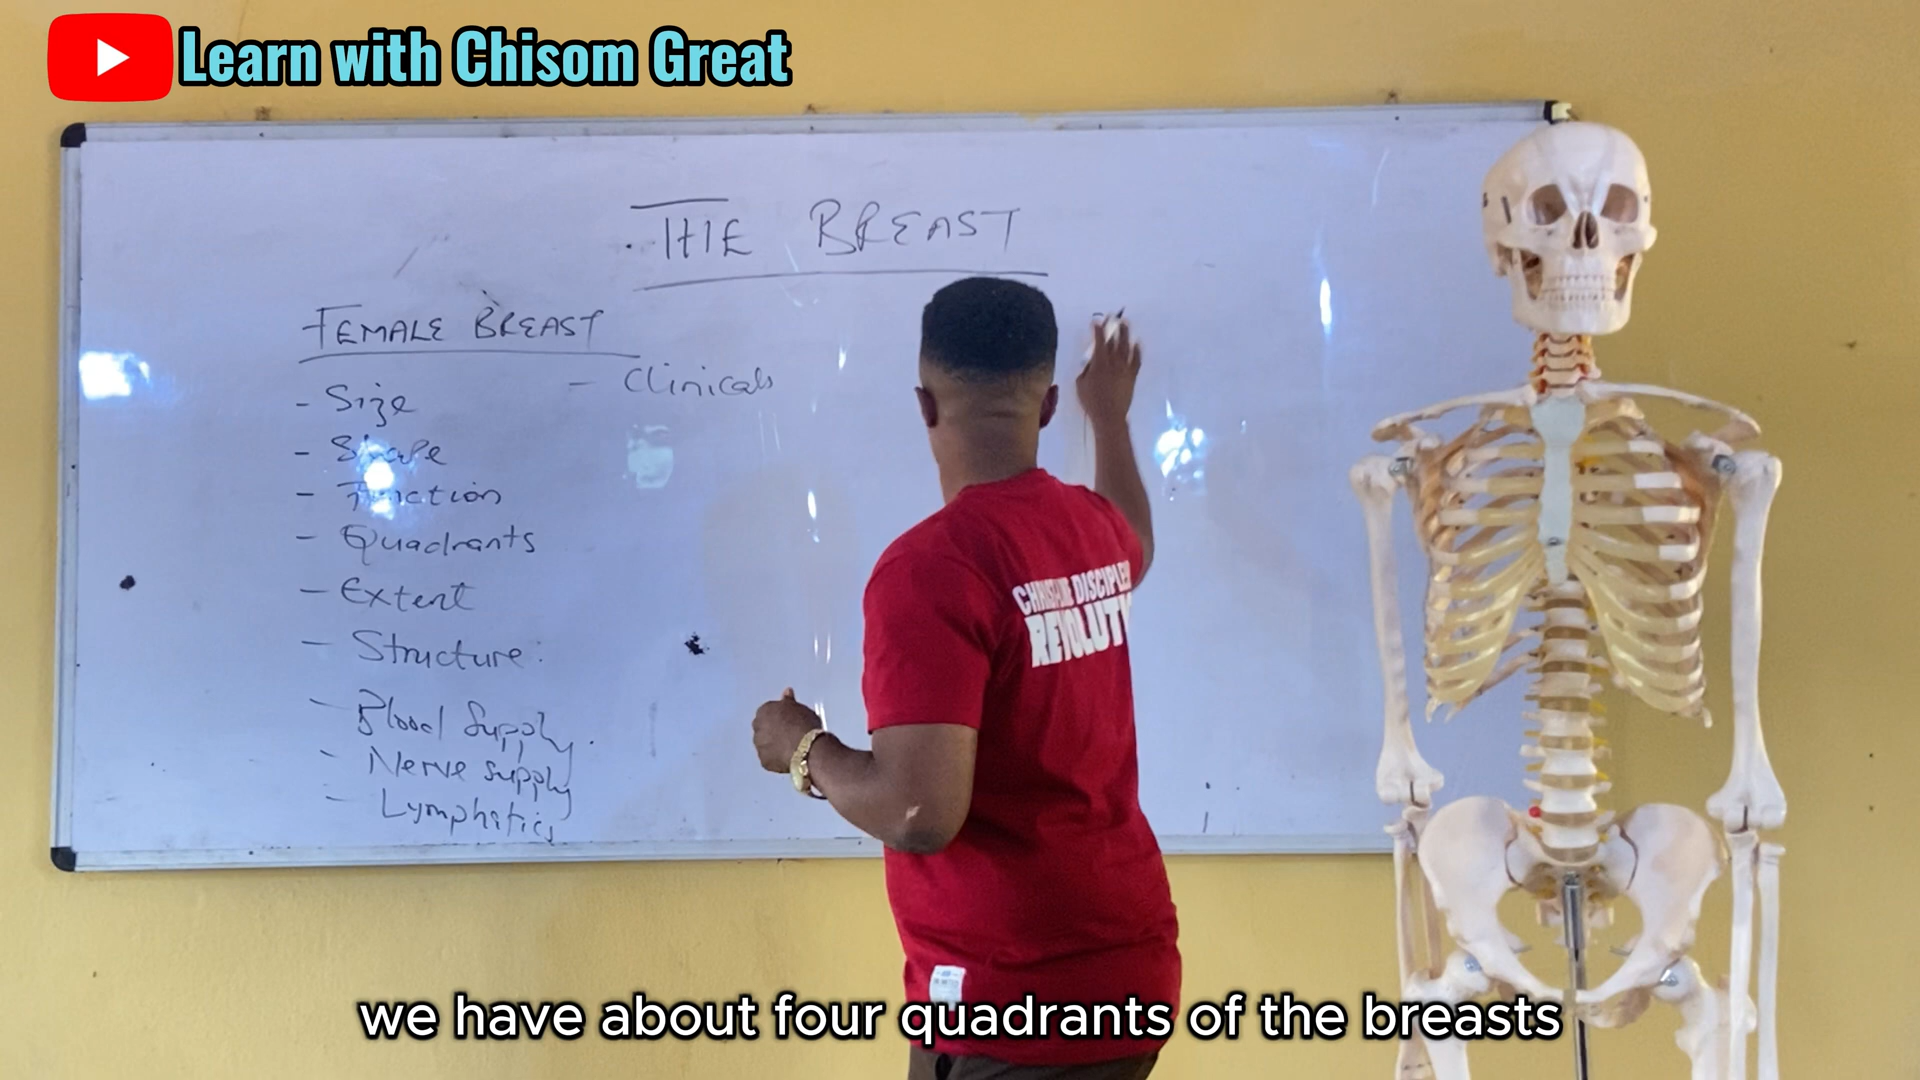 Learn with Chisom Great
THE BREAST
FEMALE BREAST
- Clinicals
- Size
- Shape
- Function
- Quadrants
- Extent
- Structure:
- Blood Supply.
- Nerve supply
- Lymphatics
REVOLUT
we have about four quadrants of the breasts